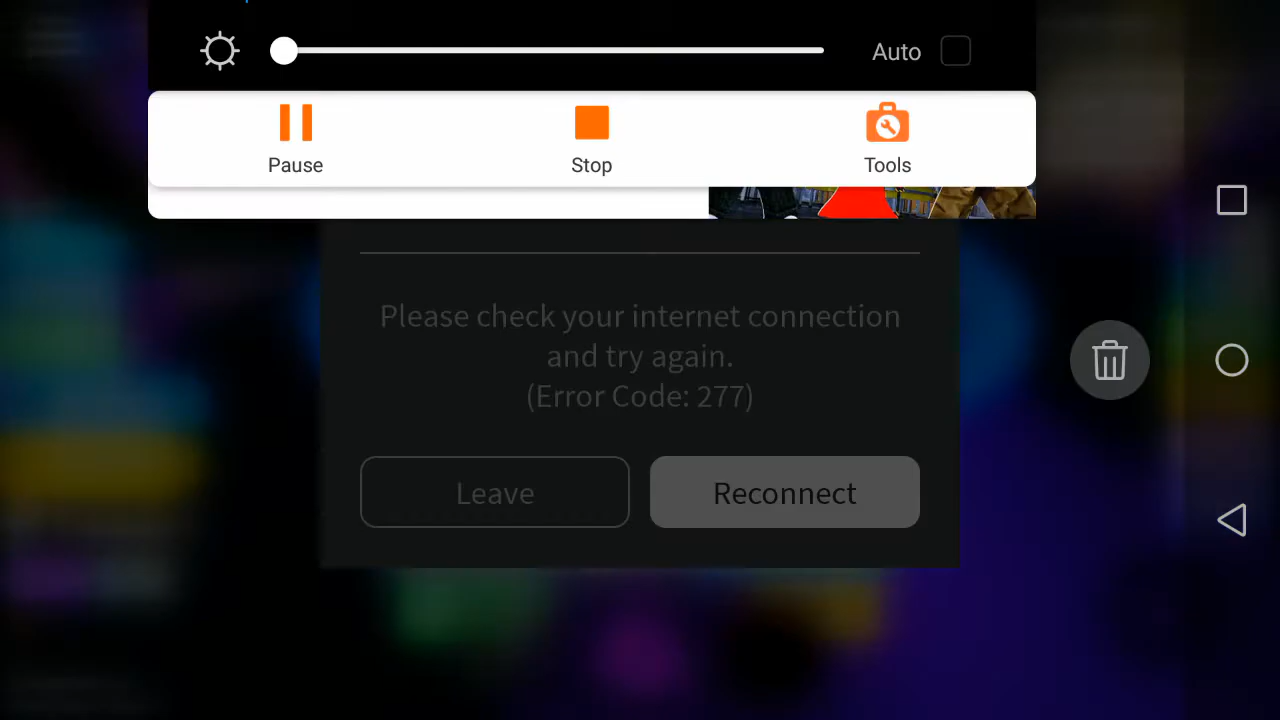 Auto
Pause
Stop
Tools
Please check your internet connection
and try again.
(Error Code: 277)
Leave
Reconnect